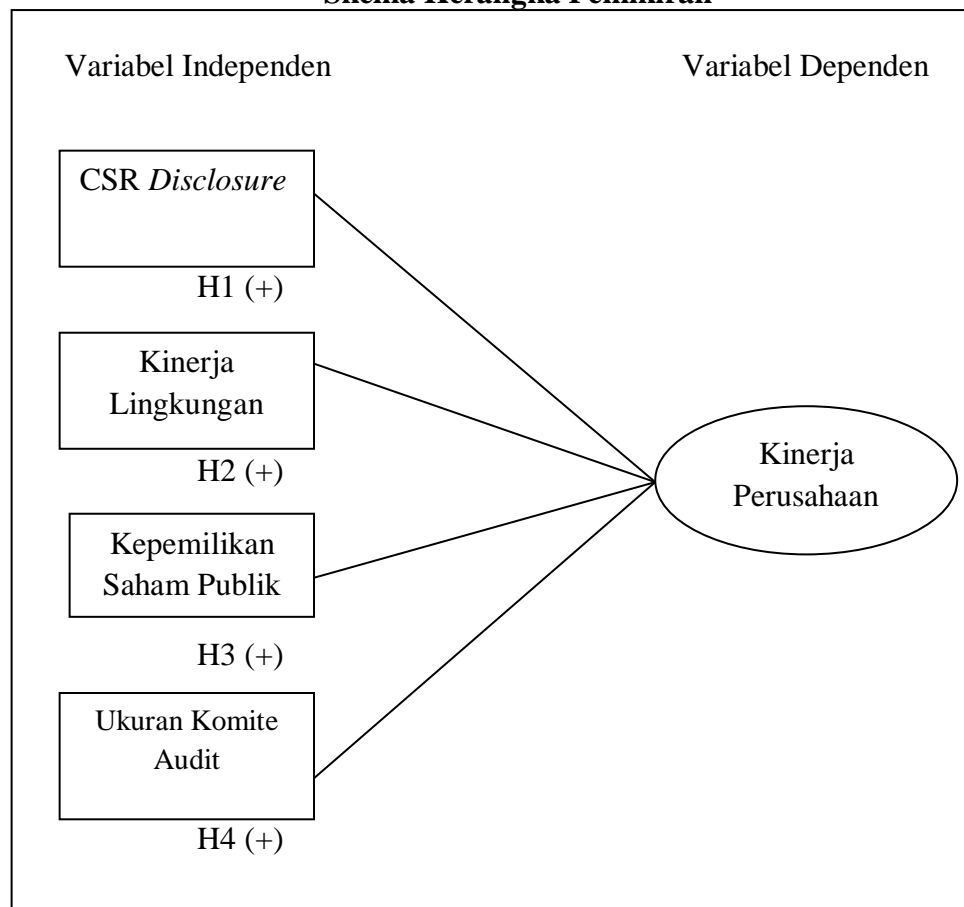 Skema Kerangka Pemikiran
Variabel Independen
Variabel Dependen
CSR Disclosure
H1 (+)
Kinerja
Lingkungan
H2 (+)
Kepemilikan
Saham Publik
H3 (+)
Ukuran Komite
Audit
H4 (+)
Kinerja
Perusahaan